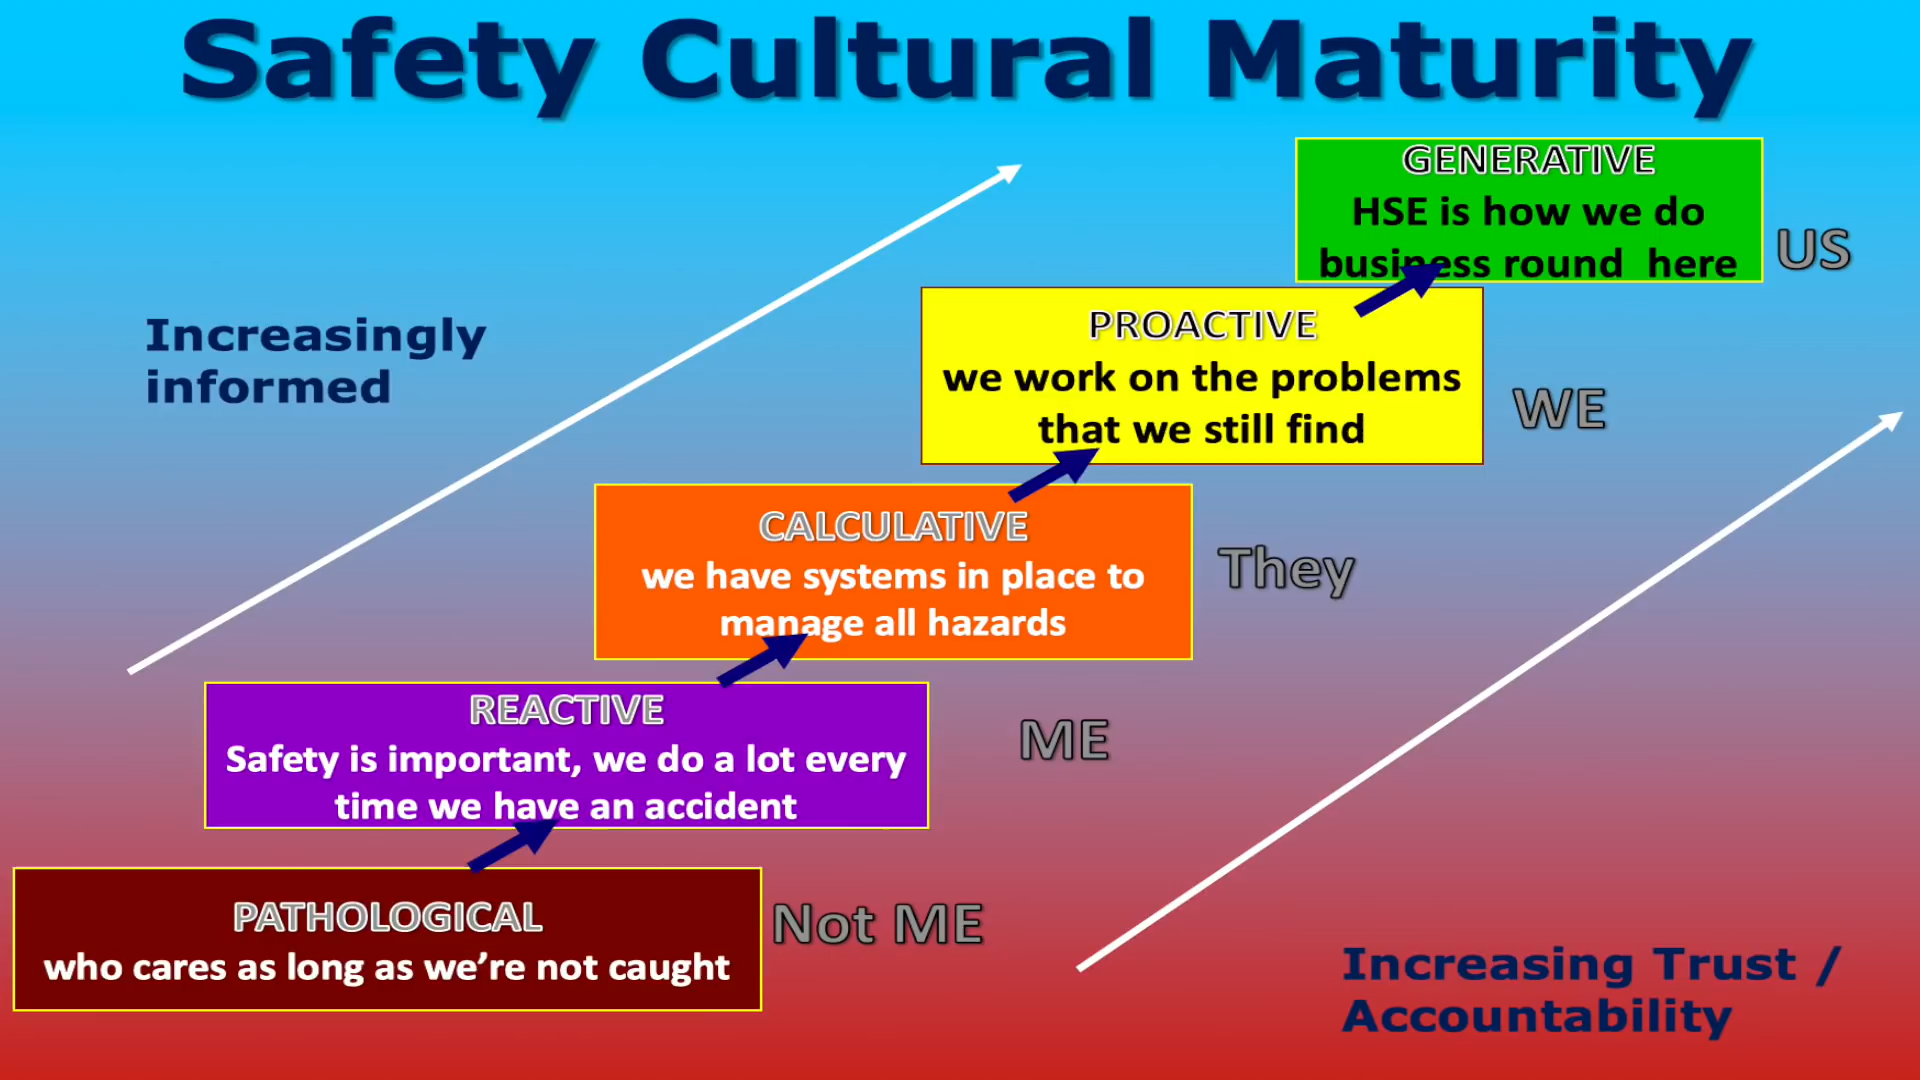 Safety Cultural Maturity
GENERATIVE
HSE is how we do
business round  here
US
Increasingly
informed
PROACTIVE
we work on the problems
that we still find
WE
CALCULATIVE
we have systems in place to
manage all hazards
They
REACTIVE
Safety is important, we do a lot every
time we have an accident
ME
PATHOLOGICAL
who cares as long as we’re not caught
Not ME
Increasing Trust /
Accountability